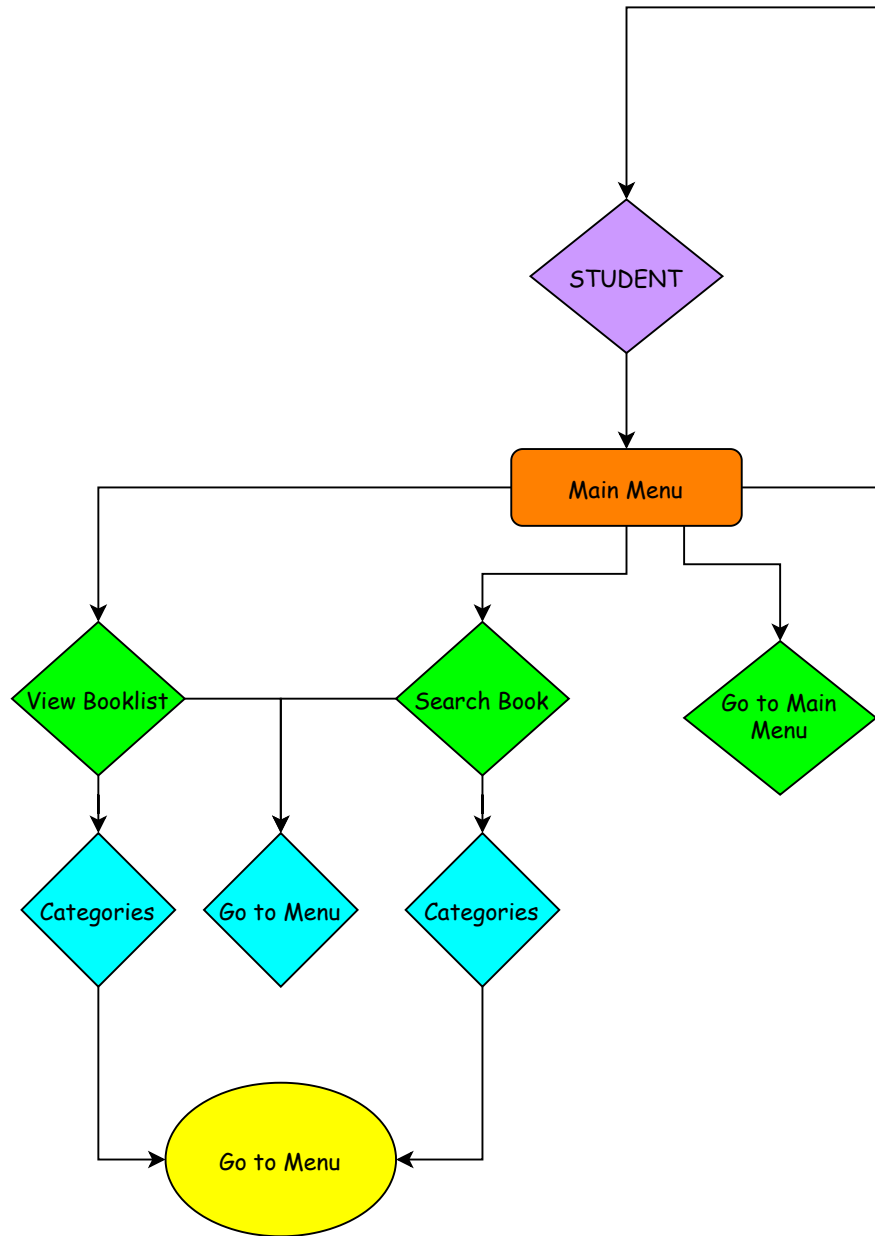 STUDENT
Main Menu
View Booklist
Search Book
Go to Main
Menu
Categories
Go to Menu
Categories
Go to Menu